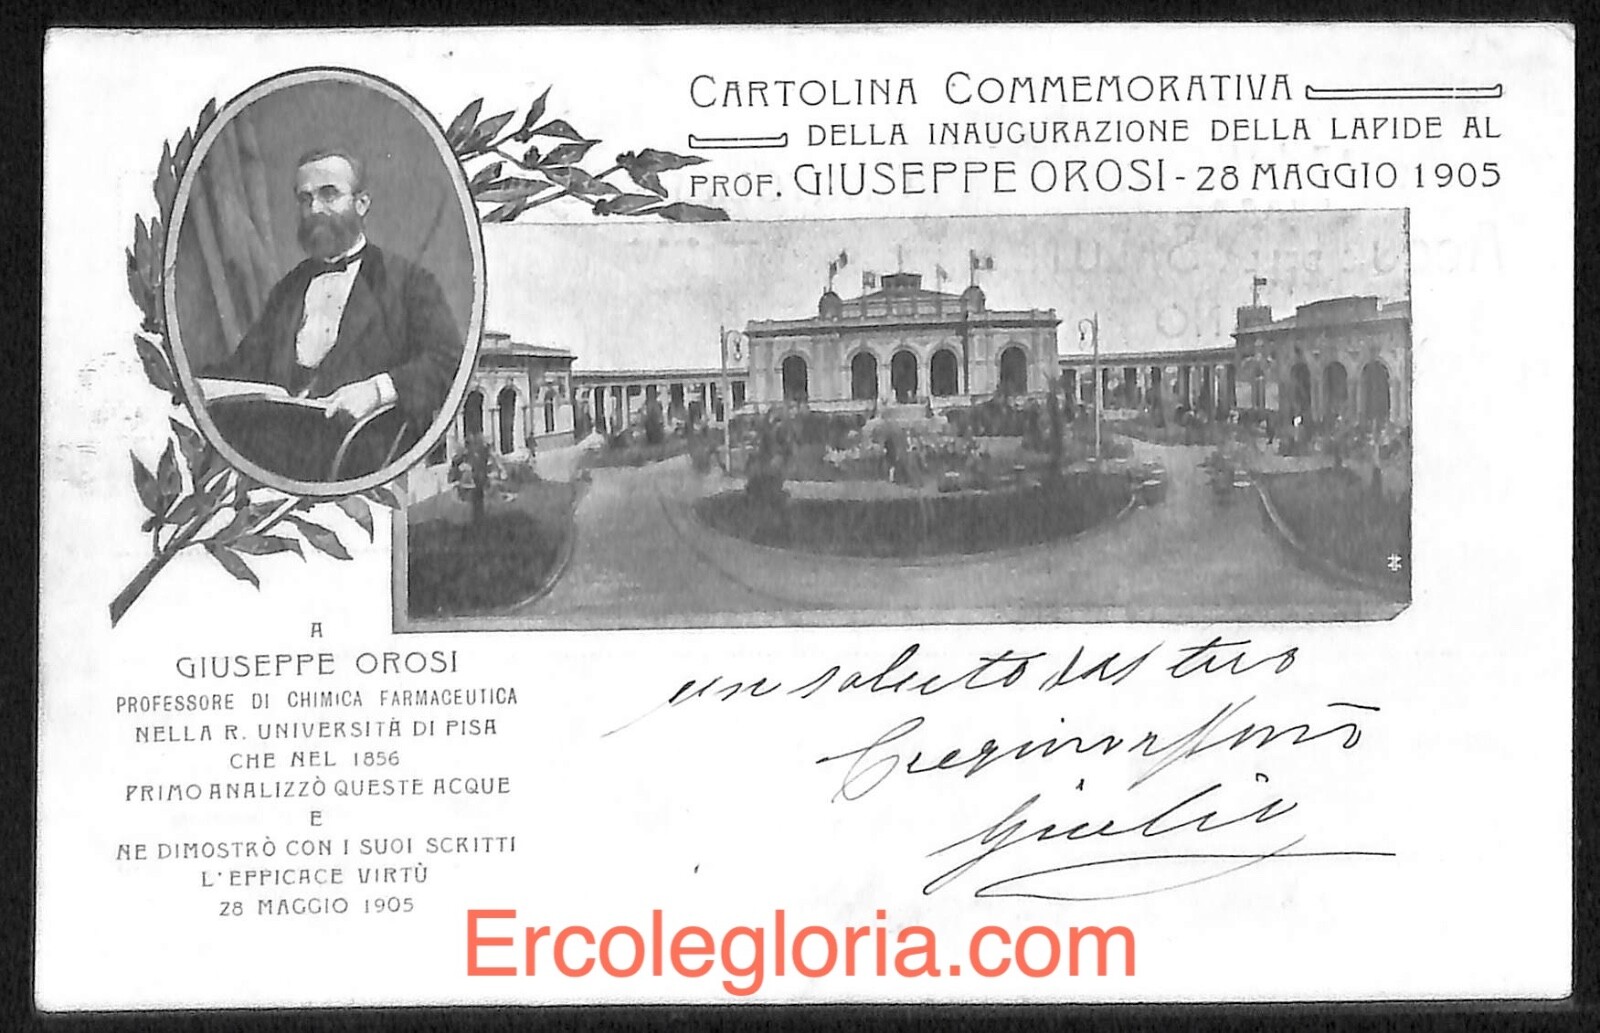 CARTOLINA COMMEMORATIVA
DELLA INAUGURAZIONE DELLA LAPIDE AL
PROF. GIUSEPPE OROSI - 28 MAGGIO 1905
A
GIUSEPPE OROSI
PROFESSORE DI CHIMICA FARMACEUTICA
NELLA R. UNIVERSITÀ DI PISA
CHE NEL 1856
PRIMO ANALIZZÒ QUESTE ACQUE
E
NE DIMOSTRÒ CON I SUOI SCRITTI
L'EFFICACE VIRTÙ
28 MAGGIO 1905
un saluto dal tuo
Giulio
Ercolegloria.com